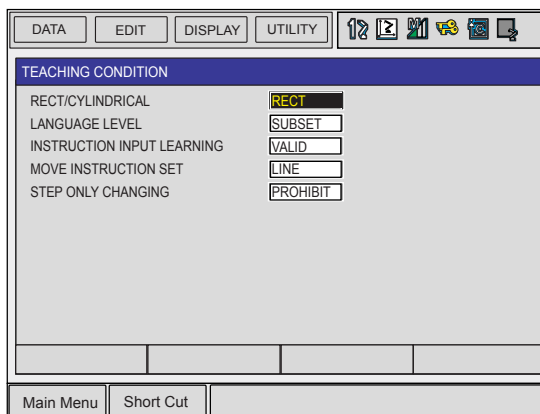 DATA EDIT DISPLAY UTILITY
TEACHING CONDITION
RECT/CYLINDRICAL RECT
LANGUAGE LEVEL SUBSET
INSTRUCTION INPUT LEARNING VALID
MOVE INSTRUCTION SET LINE
STEP ONLY CHANGING PROHIBIT
Main Menu Short Cut